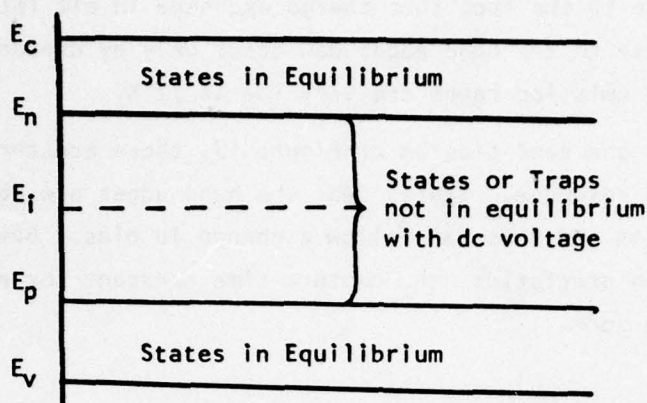 E_c
States in Equilibrium
E_n
E_i
States or Traps
not in equilibrium
with dc voltage
E_p
States in Equilibrium
E_v